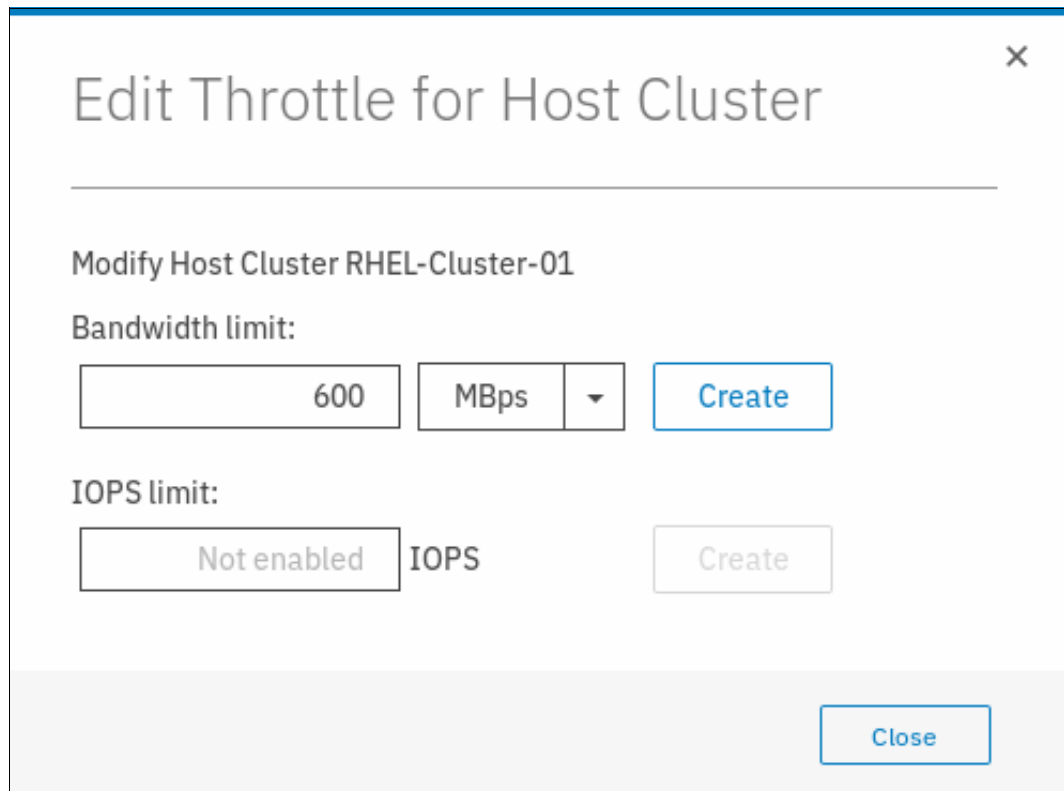 Edit Throttle for Host Cluster
Modify Host Cluster RHEL-Cluster-01
Bandwidth limit:
600 MBps Create
IOPS limit:
Not enabled IOPS Create
Close